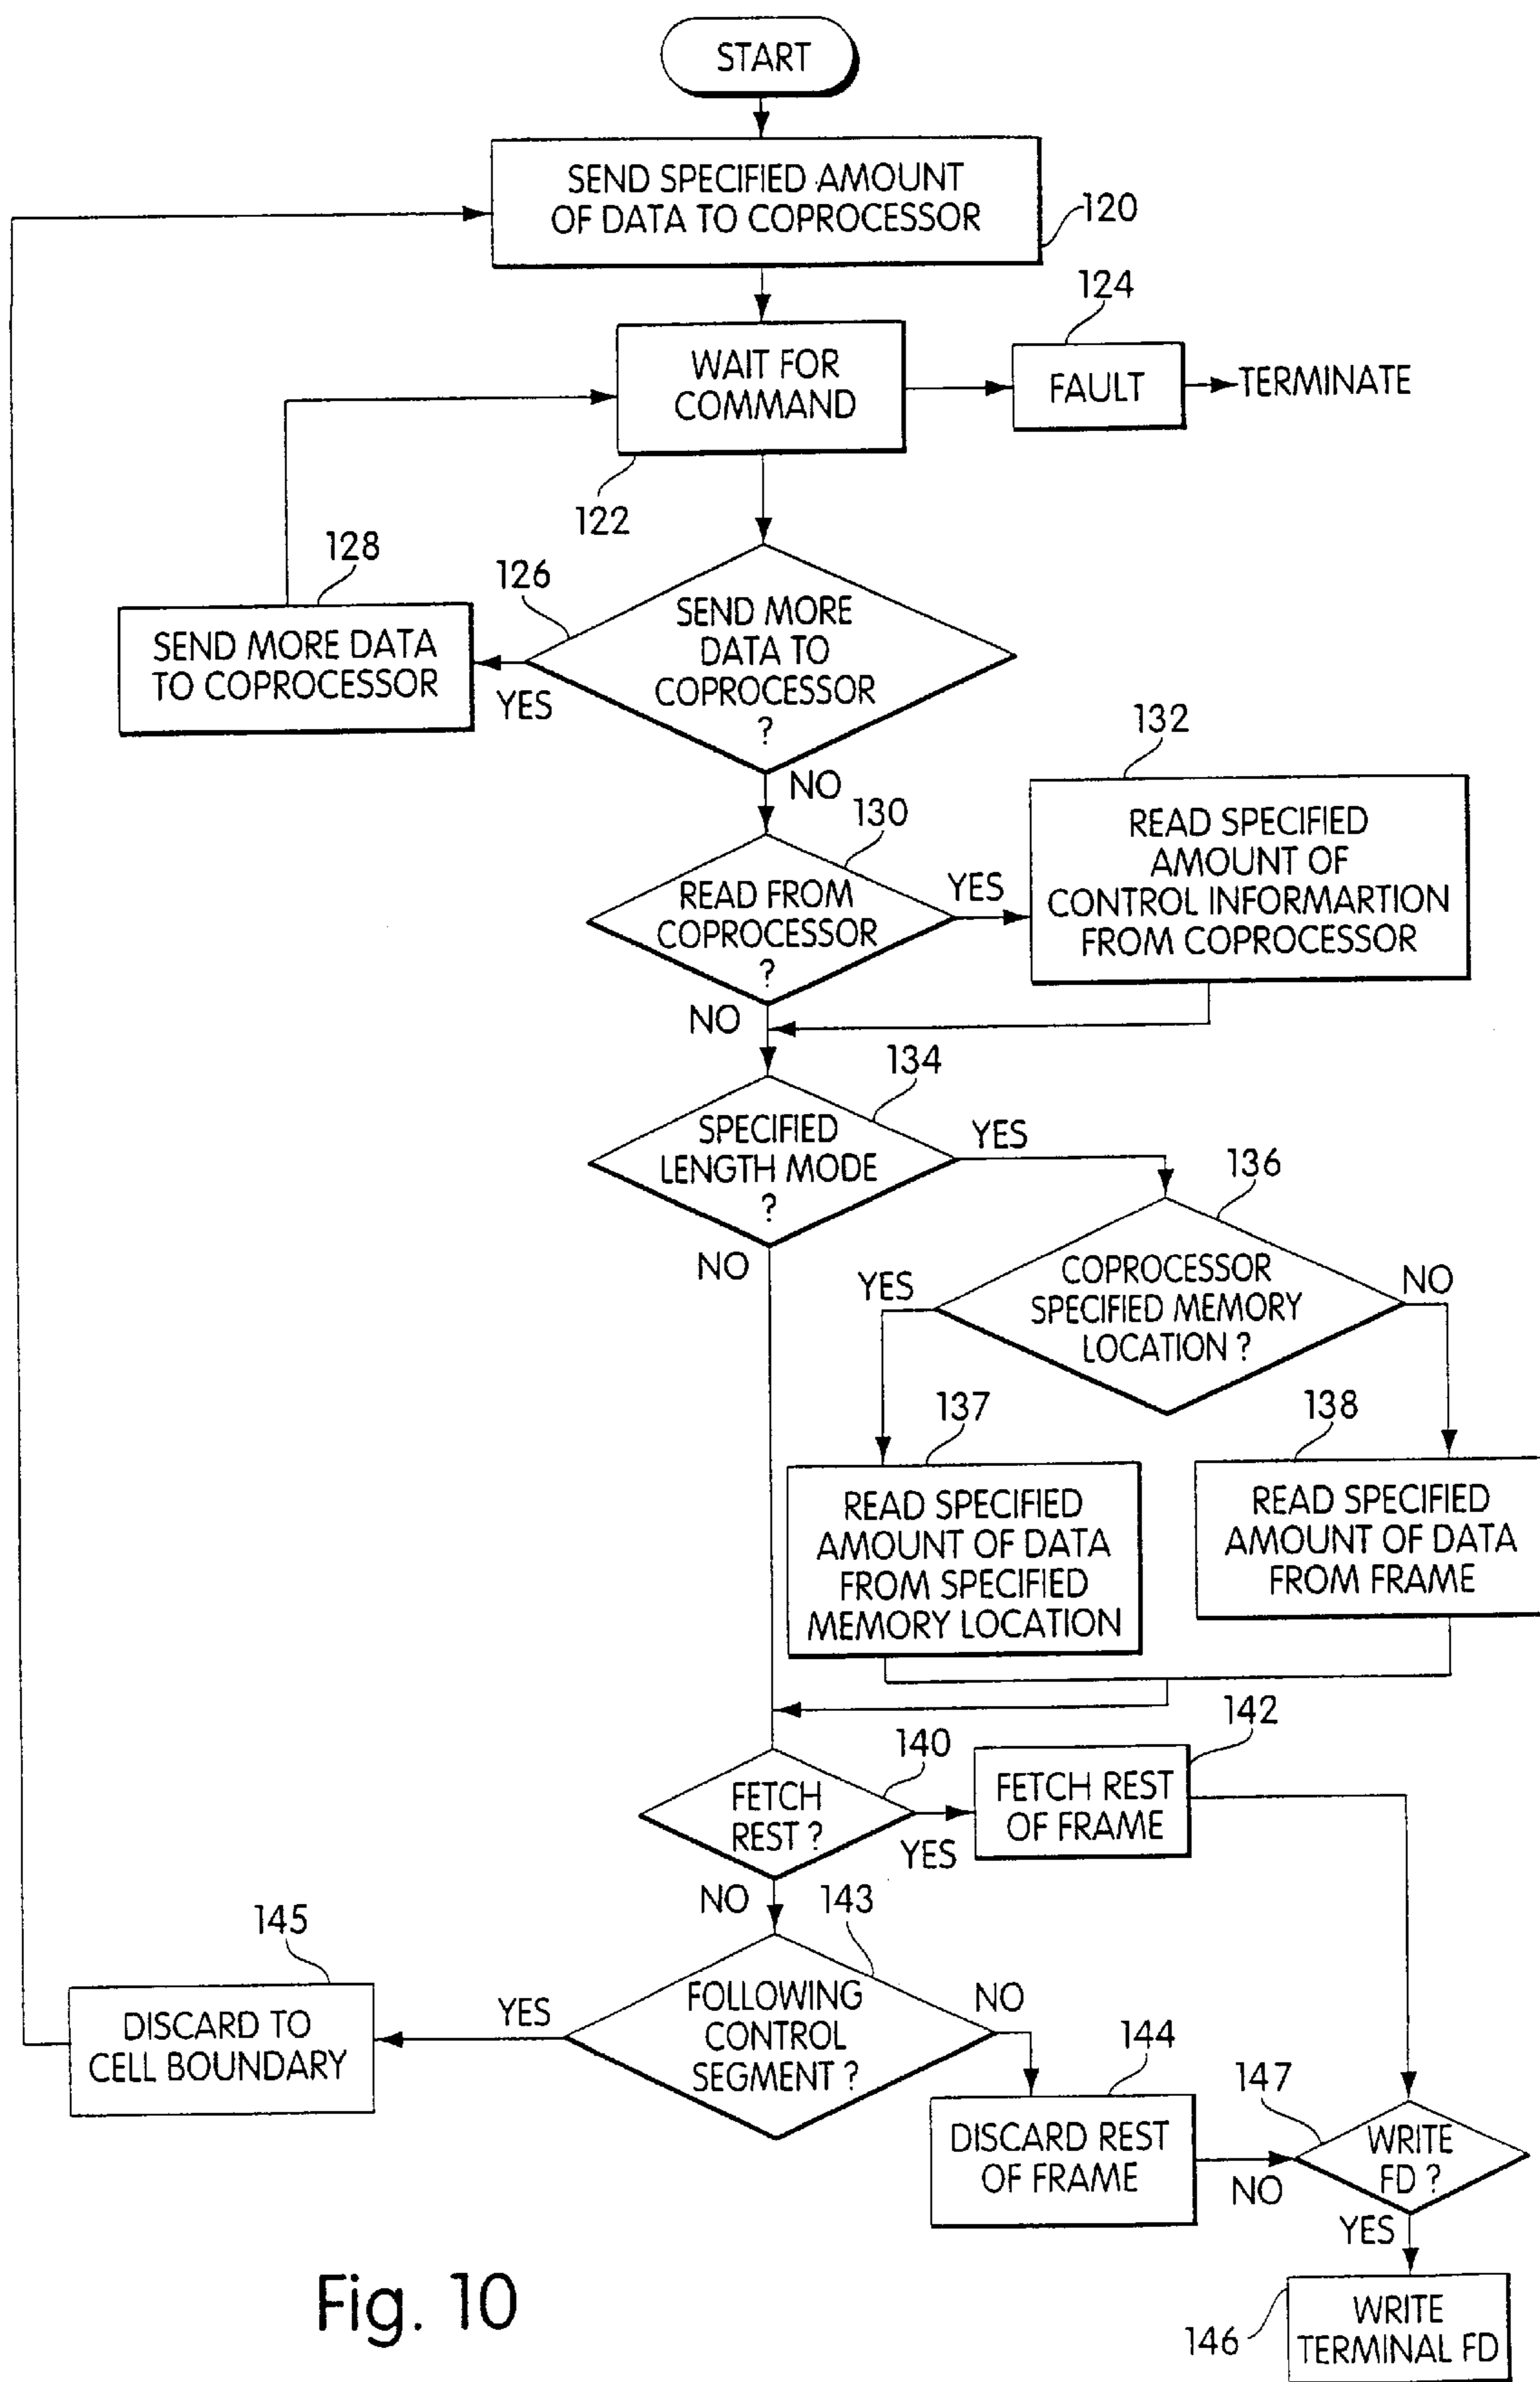 START
SEND SPECIFIED AMOUNT
OF DATA TO COPROCESSOR
120
124
WAIT FOR
COMMAND
FAULT
TERMINATE
122
128
126
SEND MORE DATA
TO COPROCESSOR
YES
SEND MORE
DATA TO
COPROCESSOR
?
NO
132
130
READ FROM
COPROCESSOR
?
YES
READ SPECIFIED
AMOUNT OF
CONTROL INFORMARTION
FROM COPROCESSOR
NO
134
SPECIFIED
LENGTH MODE
?
YES
NO
136
YES
COPROCESSOR
SPECIFIED MEMORY
LOCATION ?
NO
137
138
READ SPECIFIED
AMOUNT OF DATA
FROM SPECIFIED
MEMORY LOCATION
READ SPECIFIED
AMOUNT OF DATA
FROM FRAME
140
142
FETCH
REST ?
YES
FETCH REST
OF FRAME
NO
143
145
DISCARD TO
CELL BOUNDARY
YES
FOLLOWING
CONTROL
SEGMENT ?
NO
144
147
DISCARD REST
OF FRAME
NO
WRITE
FD ?
YES
146
WRITE
TERMINAL FD
Fig. 10